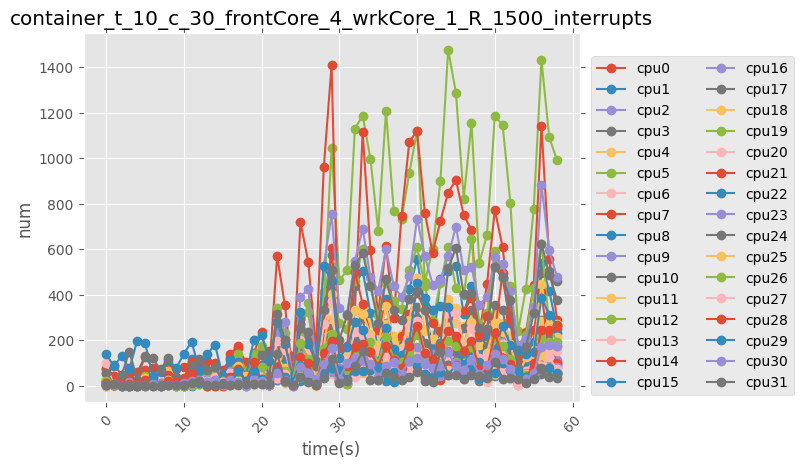 container_t_10_c_30_frontCore_4_wrkCore_1_R_1500_interrupts
num
1400
1200
1000
800
600
400
200
0
0
10
20
30
40
50
60
time(s)
cpu0
cpu1
cpu2
cpu3
cpu4
cpu5
cpu6
cpu7
cpu8
cpu9
cpu10
cpu11
cpu12
cpu13
cpu14
cpu15
cpu16
cpu17
cpu18
cpu19
cpu20
cpu21
cpu22
cpu23
cpu24
cpu25
cpu26
cpu27
cpu28
cpu29
cpu30
cpu31